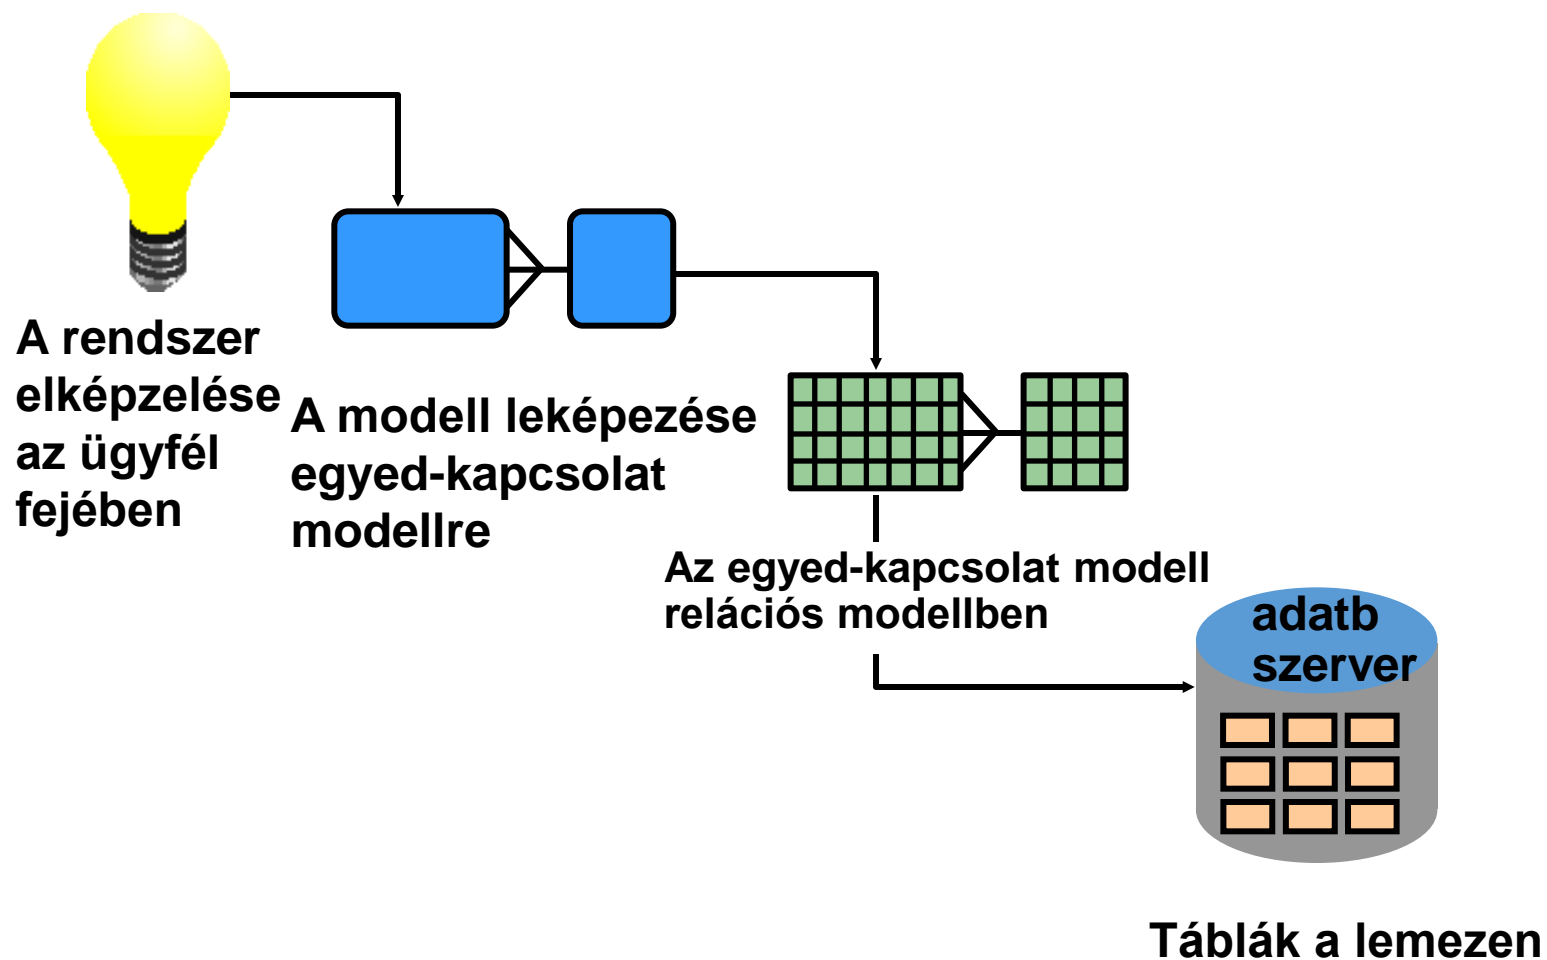 A rendszer
elképzelése
az ügyfél
fejében
A modell leképezése
egyed-kapcsolat
modellre
Az egyed-kapcsolat modell
relációs modellben
adatb
szerver
Táblák a lemezen